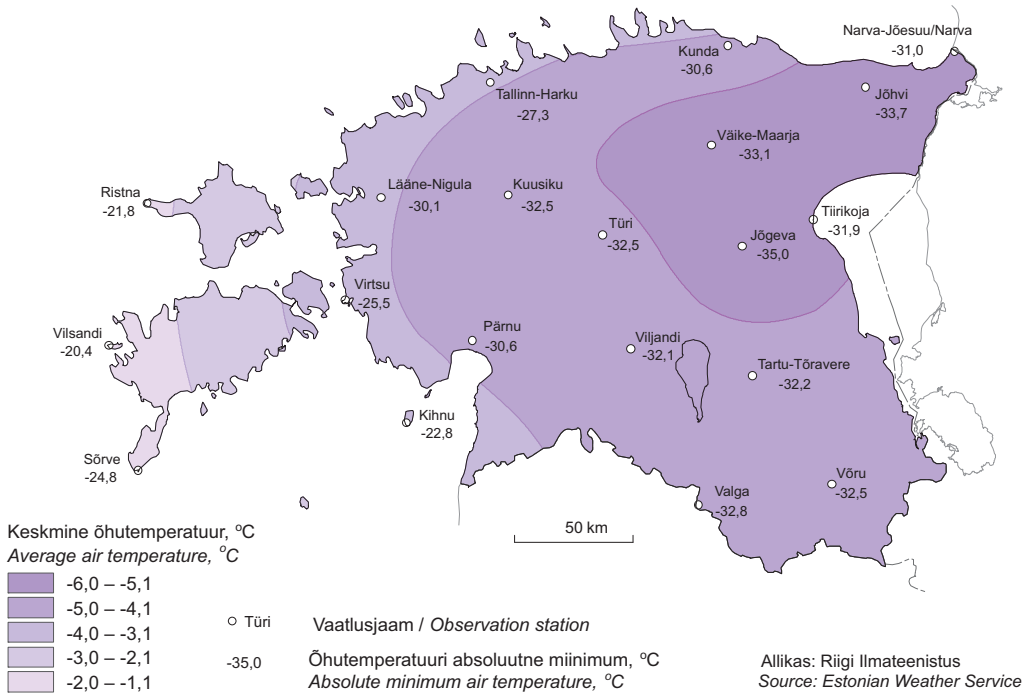 Narva-Jõesuu/Narva
-31,0
Kunda
-30,6
Jõhvi
-33,7
Tallinn-Harku
-27,3
Väike-Maarja
-33,1
Ristna
-21,8
Lääne-Nigula
-30,1
Kuusiku
-32,5
Türi
-32,5
Tiirikoja
-31,9
Jõgeva
-35,0
Virtsu
-25,5
Vilsandi
-20,4
Pärnu
-30,6
Viljandi
-32,1
Tartu-Tõravere
-32,2
Kihnu
-22,8
Sõrve
-24,8
Valga
-32,8
Võru
-32,5
50 km
Keskmine õhutemperatuur, °C
Average air temperature, °C
-6,0 – -5,1
-5,0 – -4,1
-4,0 – -3,1
-3,0 – -2,1
-2,0 – -1,1
Türi Vaatlusjaam / Observation station
-35,0 Õhutemperatuuri absoluutne miinimum, °C
Absolute minimum air temperature, °C
Allikas: Riigi Ilmateenistus
Source: Estonian Weather Service